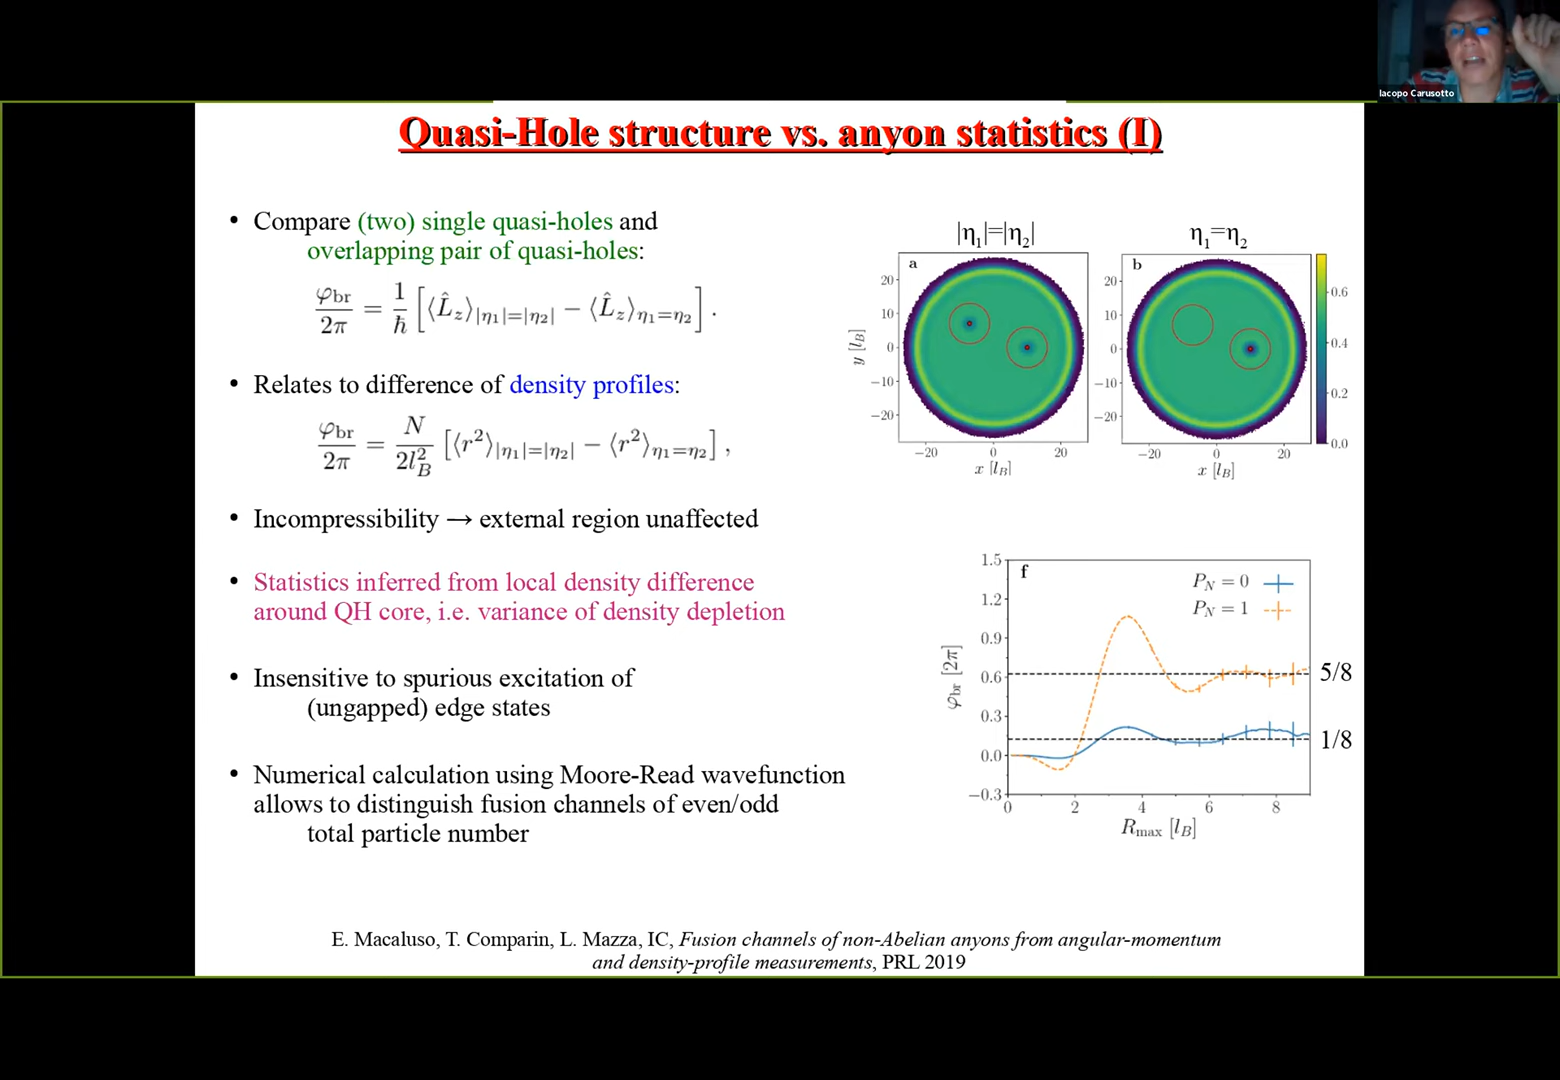 Iacopo Carusotto
Quasi-Hole structure vs. anyon statistics (I)
• Compare (two) single quasi-holes and
overlapping pair of quasi-holes:
φbr/2π = 1/ħ [⟨L̂z⟩|η1|=|η2| − ⟨L̂z⟩η1=η2] .
• Relates to difference of density profiles:
φbr/2π = N/2l²B [⟨r²⟩|η1|=|η2| − ⟨r²⟩η1=η2] ,
• Incompressibility → external region unaffected
• Statistics inferred from local density difference
around QH core, i.e. variance of density depletion
• Insensitive to spurious excitation of
(ungapped) edge states
• Numerical calculation using Moore-Read wavefunction
allows to distinguish fusion channels of even/odd
total particle number
|η1|=|η2|
a
20
10
0
−10
−20
y [lB]
−20 0 20
x [lB]
η1=η2
b
20
10
0
−10
−20
−20 0 20
x [lB]
0.6
0.4
0.2
0.0
f
PN = 0
PN = 1
1.5
1.2
0.9
0.6
0.3
0.0
−0.3
φbr [2π]
0 2 4 6 8
Rmax [lB]
5/8
1/8
E. Macaluso, T. Comparin, L. Mazza, IC, Fusion channels of non-Abelian anyons from angular-momentum
and density-profile measurements, PRL 2019